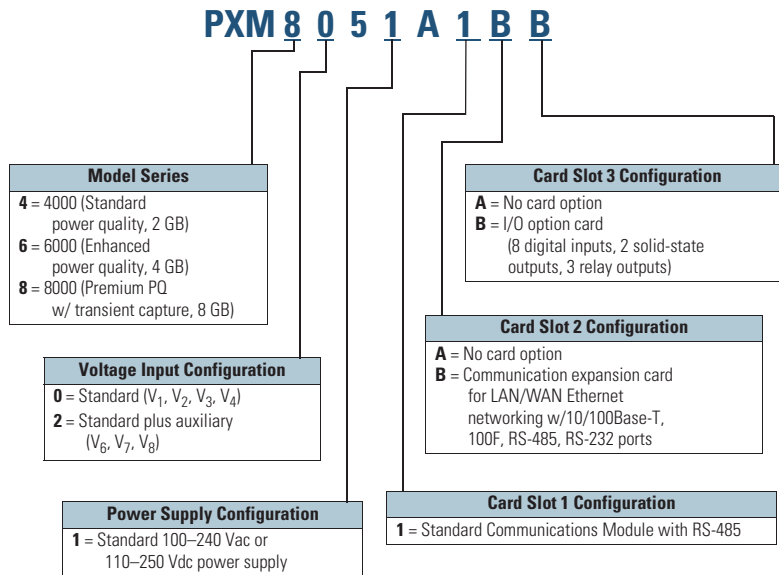 PXM 8 0 5 1 A 1 B B
Model Series
4 = 4000 (Standard
power quality, 2 GB)
6 = 6000 (Enhanced
power quality, 4 GB)
8 = 8000 (Premium PQ
w/ transient capture, 8 GB)
Voltage Input Configuration
0 = Standard (V1, V2, V3, V4)
2 = Standard plus auxiliary
(V6, V7, V8)
Power Supply Configuration
1 = Standard 100–240 Vac or
110–250 Vdc power supply
Card Slot 3 Configuration
A = No card option
B = I/O option card
(8 digital inputs, 2 solid-state
outputs, 3 relay outputs)
Card Slot 2 Configuration
A = No card option
B = Communication expansion card
for LAN/WAN Ethernet
networking w/10/100Base-T,
100F, RS-485, RS-232 ports
Card Slot 1 Configuration
1 = Standard Communications Module with RS-485